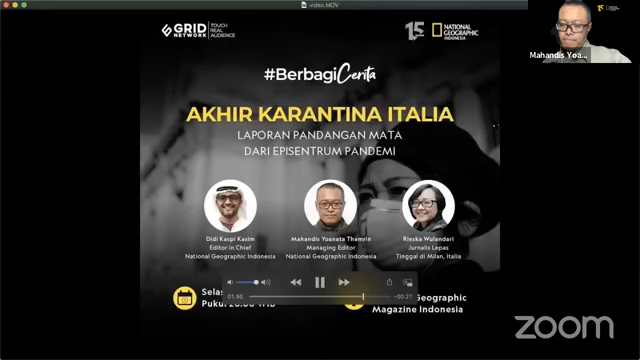 video.MOV
GRID
NETWORK
TOUCH
REAL
AUDIENCE
15
NATIONAL
GEOGRAPHIC
INDONESIA
Mahandis Yoa...
#BerbagiCerita
AKHIR KARANTINA ITALIA
LAPORAN PANDANGAN MATA
DARI EPISENTRUM PANDEMI
Didi Kaspi Kasim
Editor in Chief
National Geographic Indonesia
Mahandis Yoanata Thamrin
Managing Editor
National Geographic Indonesia
Rieska Wulandari
Jurnalis Lepas
Tinggal di Milan, Italia
Selas
Pukul
WIB
Geographic
Magazine Indonesia
01:50
-00:27
zoom